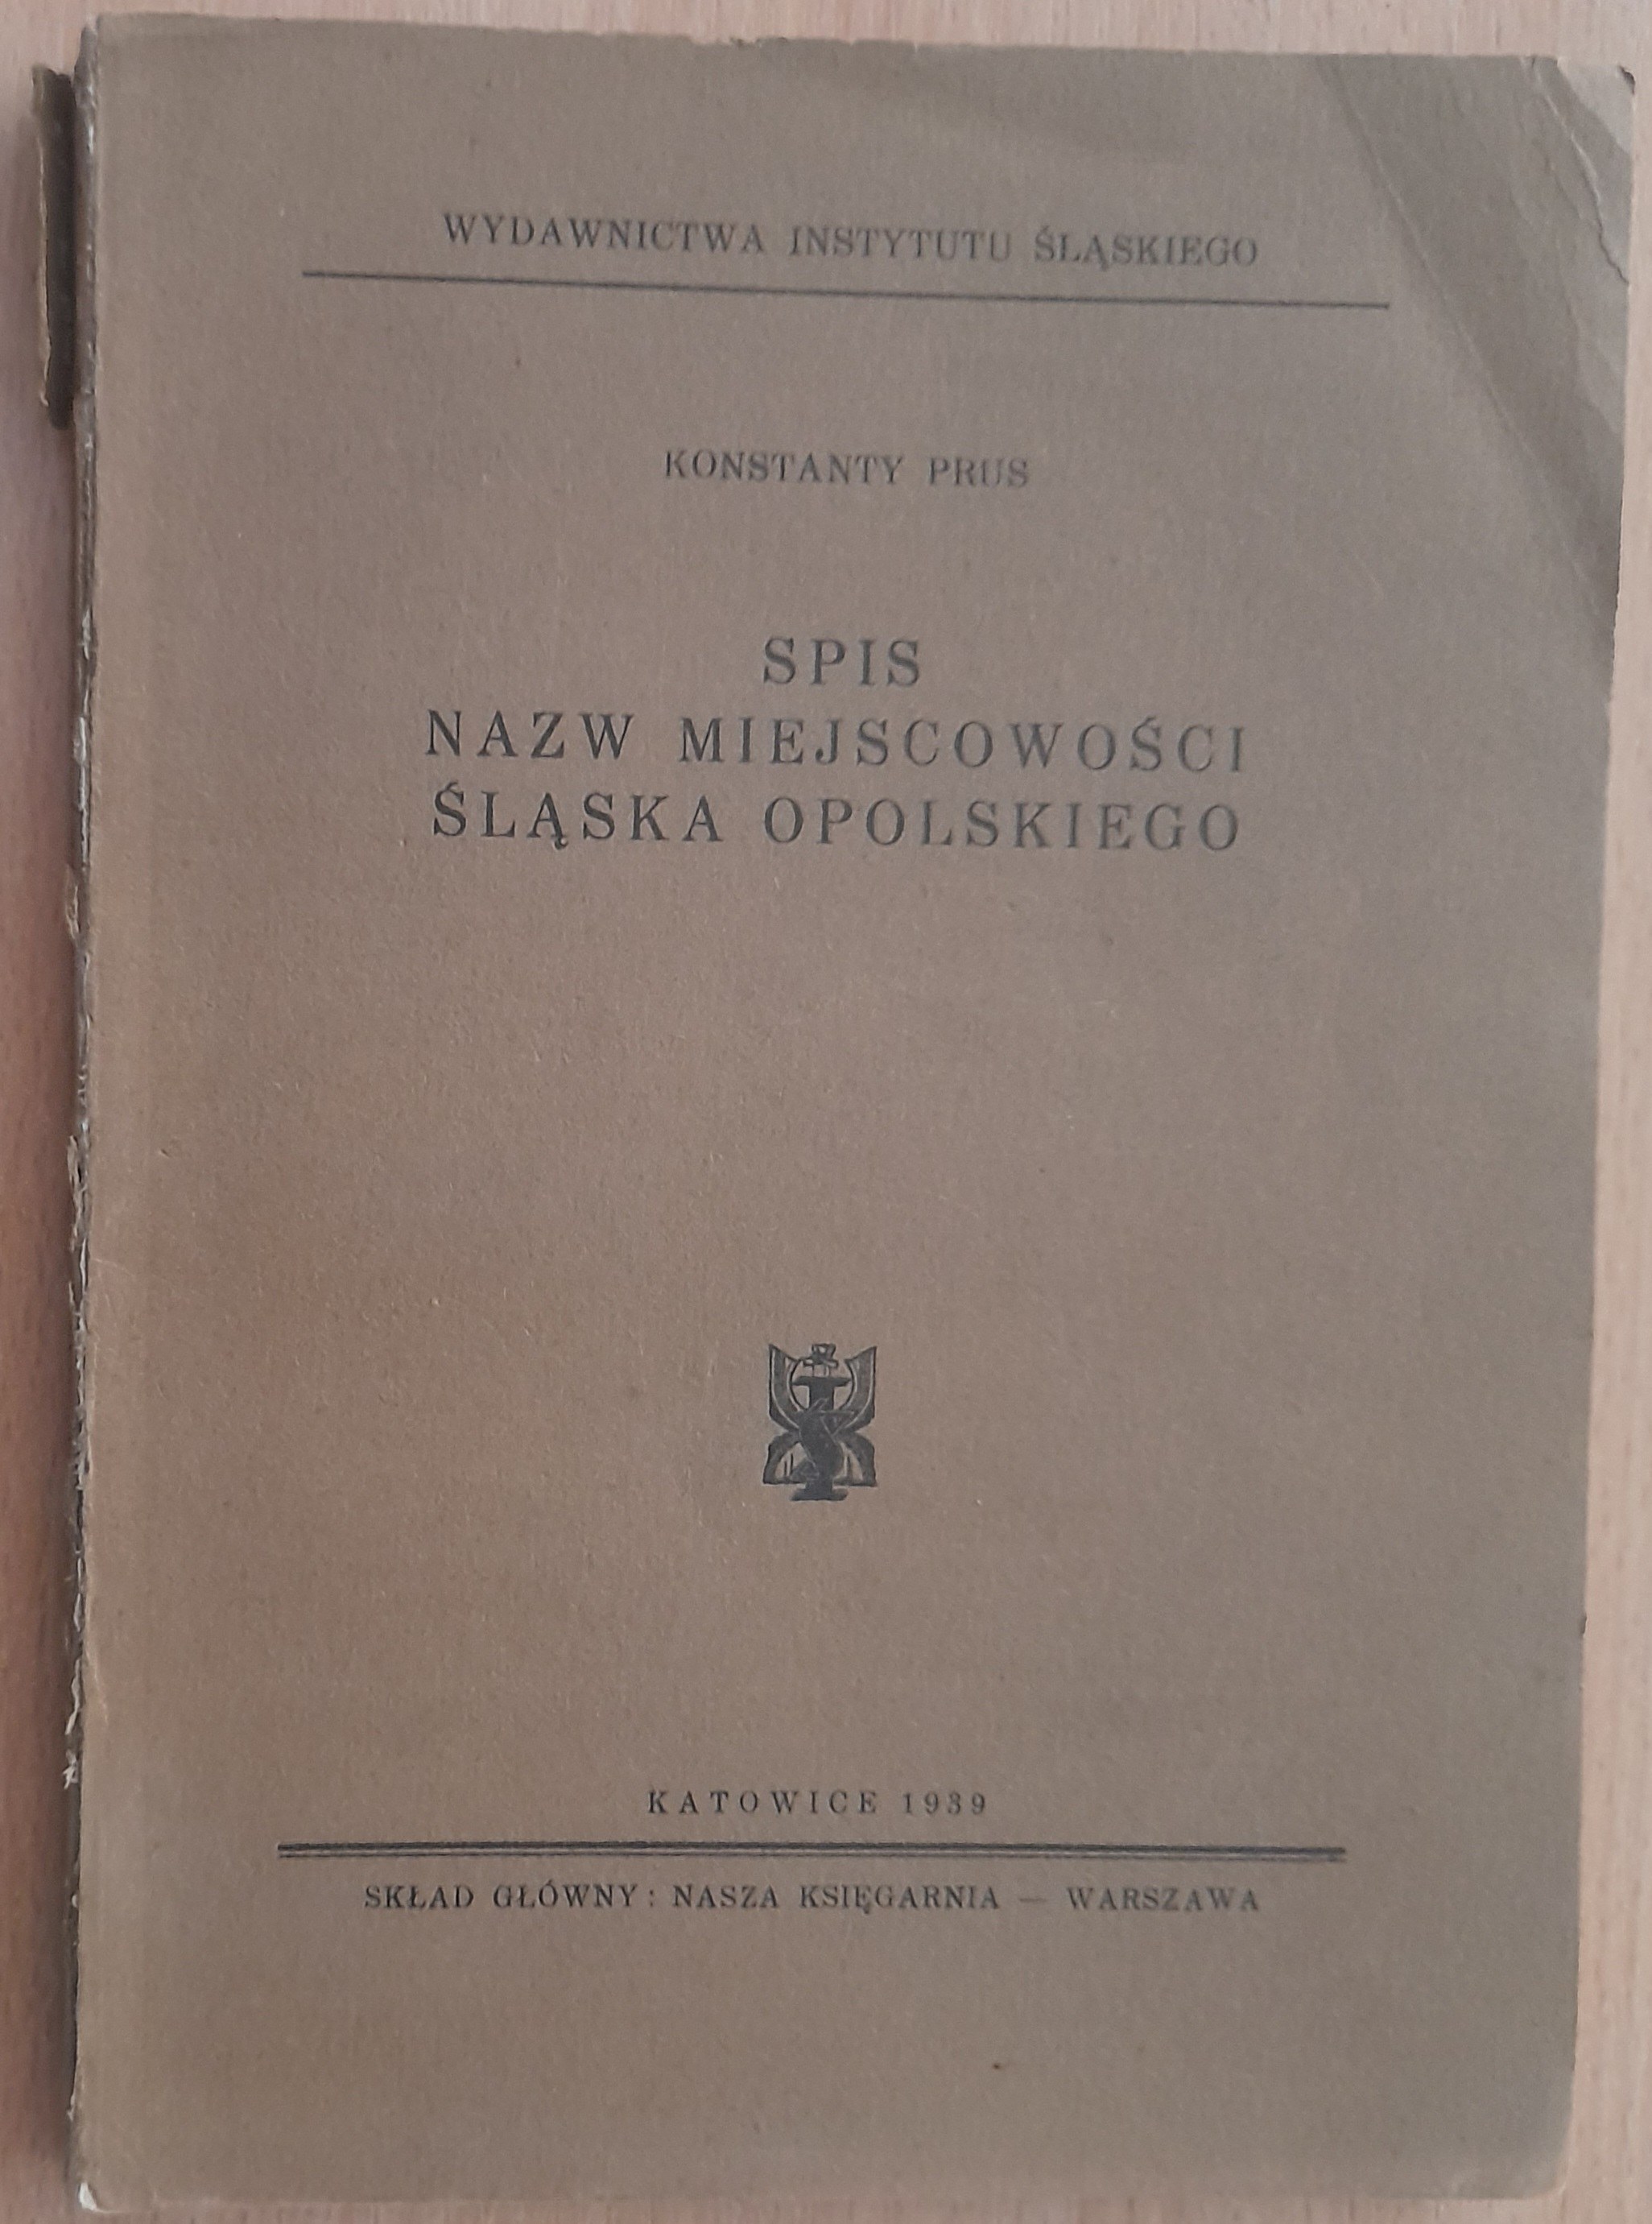 WYDAWNICTWA INSTYTUTU ŚLĄSKIEGO
KONSTANTY PRUS
SPIS
NAZW MIEJSCOWOŚCI
ŚLĄSKA OPOLSKIEGO
KATOWICE 1939
SKŁAD GŁÓWNY: NASZA KSIĘGARNIA — WARSZAWA